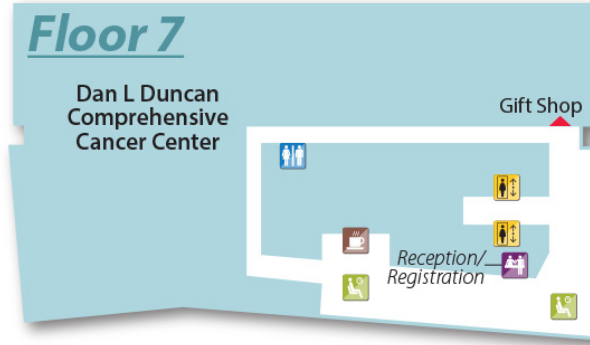 Floor 7
Dan L Duncan
Comprehensive
Cancer Center
Gift Shop
Reception/
Registration